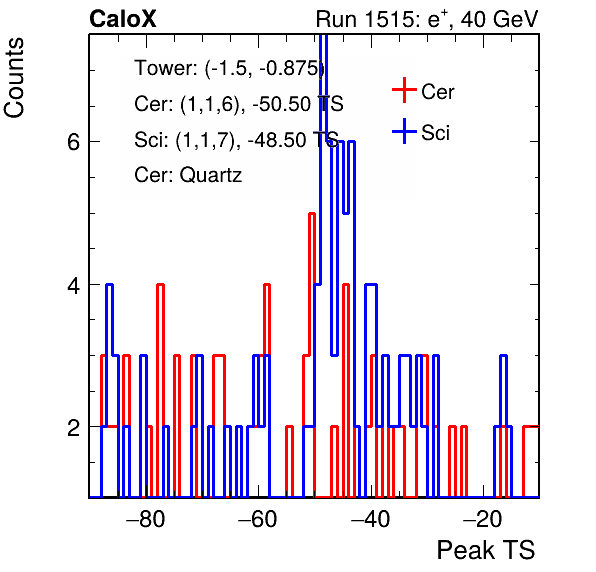 CaloX Run 1515: e⁺, 40 GeV
Counts
Tower: (-1.5, -0.875)
Cer: (1,1,6), -50.50 TS
Sci: (1,1,7), -48.50 TS
Cer: Quartz
Cer
Sci
6
4
2
−80 −60 −40 −20
Peak TS